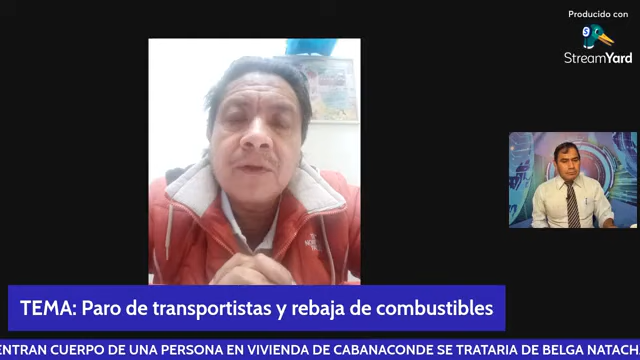 Producido con
StreamYard
TEMA: Paro de transportistas y rebaja de combustibles
ENTRAN CUERPO DE UNA PERSONA EN VIVIENDA DE CABANACONDE SE TRATARIA DE BELGA NATACH